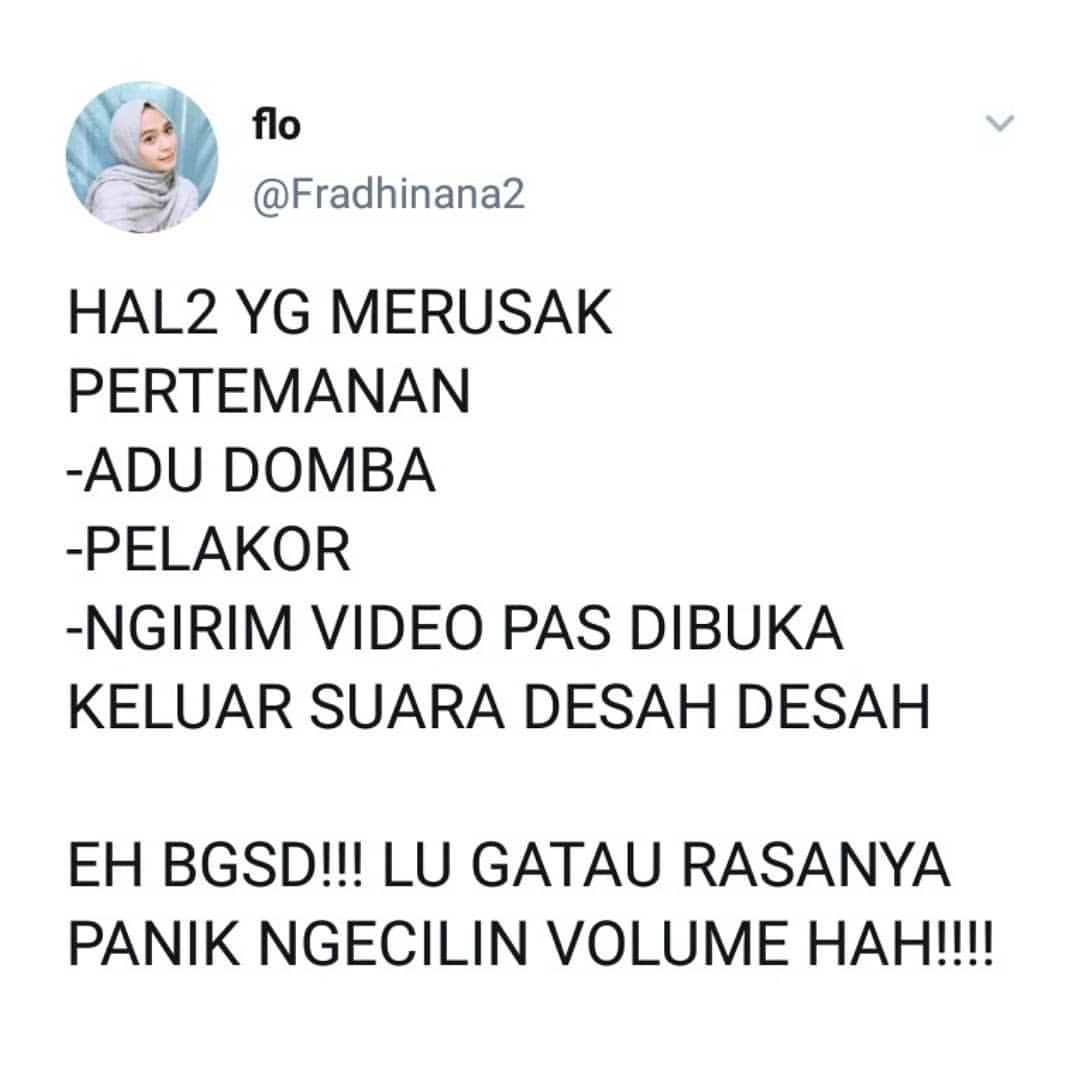 flo
@Fradhinana2
HAL2 YG MERUSAK
PERTEMANAN
-ADU DOMBA
-PELAKOR
-NGIRIM VIDEO PAS DIBUKA
KELUAR SUARA DESAH DESAH
EH BGSD!!! LU GATAU RASANYA
PANIK NGECILIN VOLUME HAH!!!!